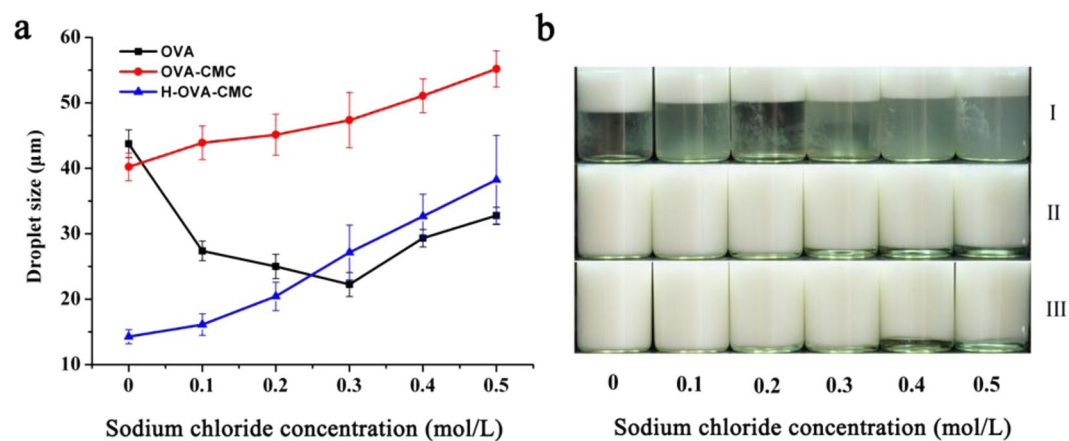 a
60
50
40
30
20
10
Droplet size (μm)
OVA
OVA-CMC
H-OVA-CMC
0 0.1 0.2 0.3 0.4 0.5
Sodium chloride concentration (mol/L)
b
I
II
III
0 0.1 0.2 0.3 0.4 0.5
Sodium chloride concentration (mol/L)